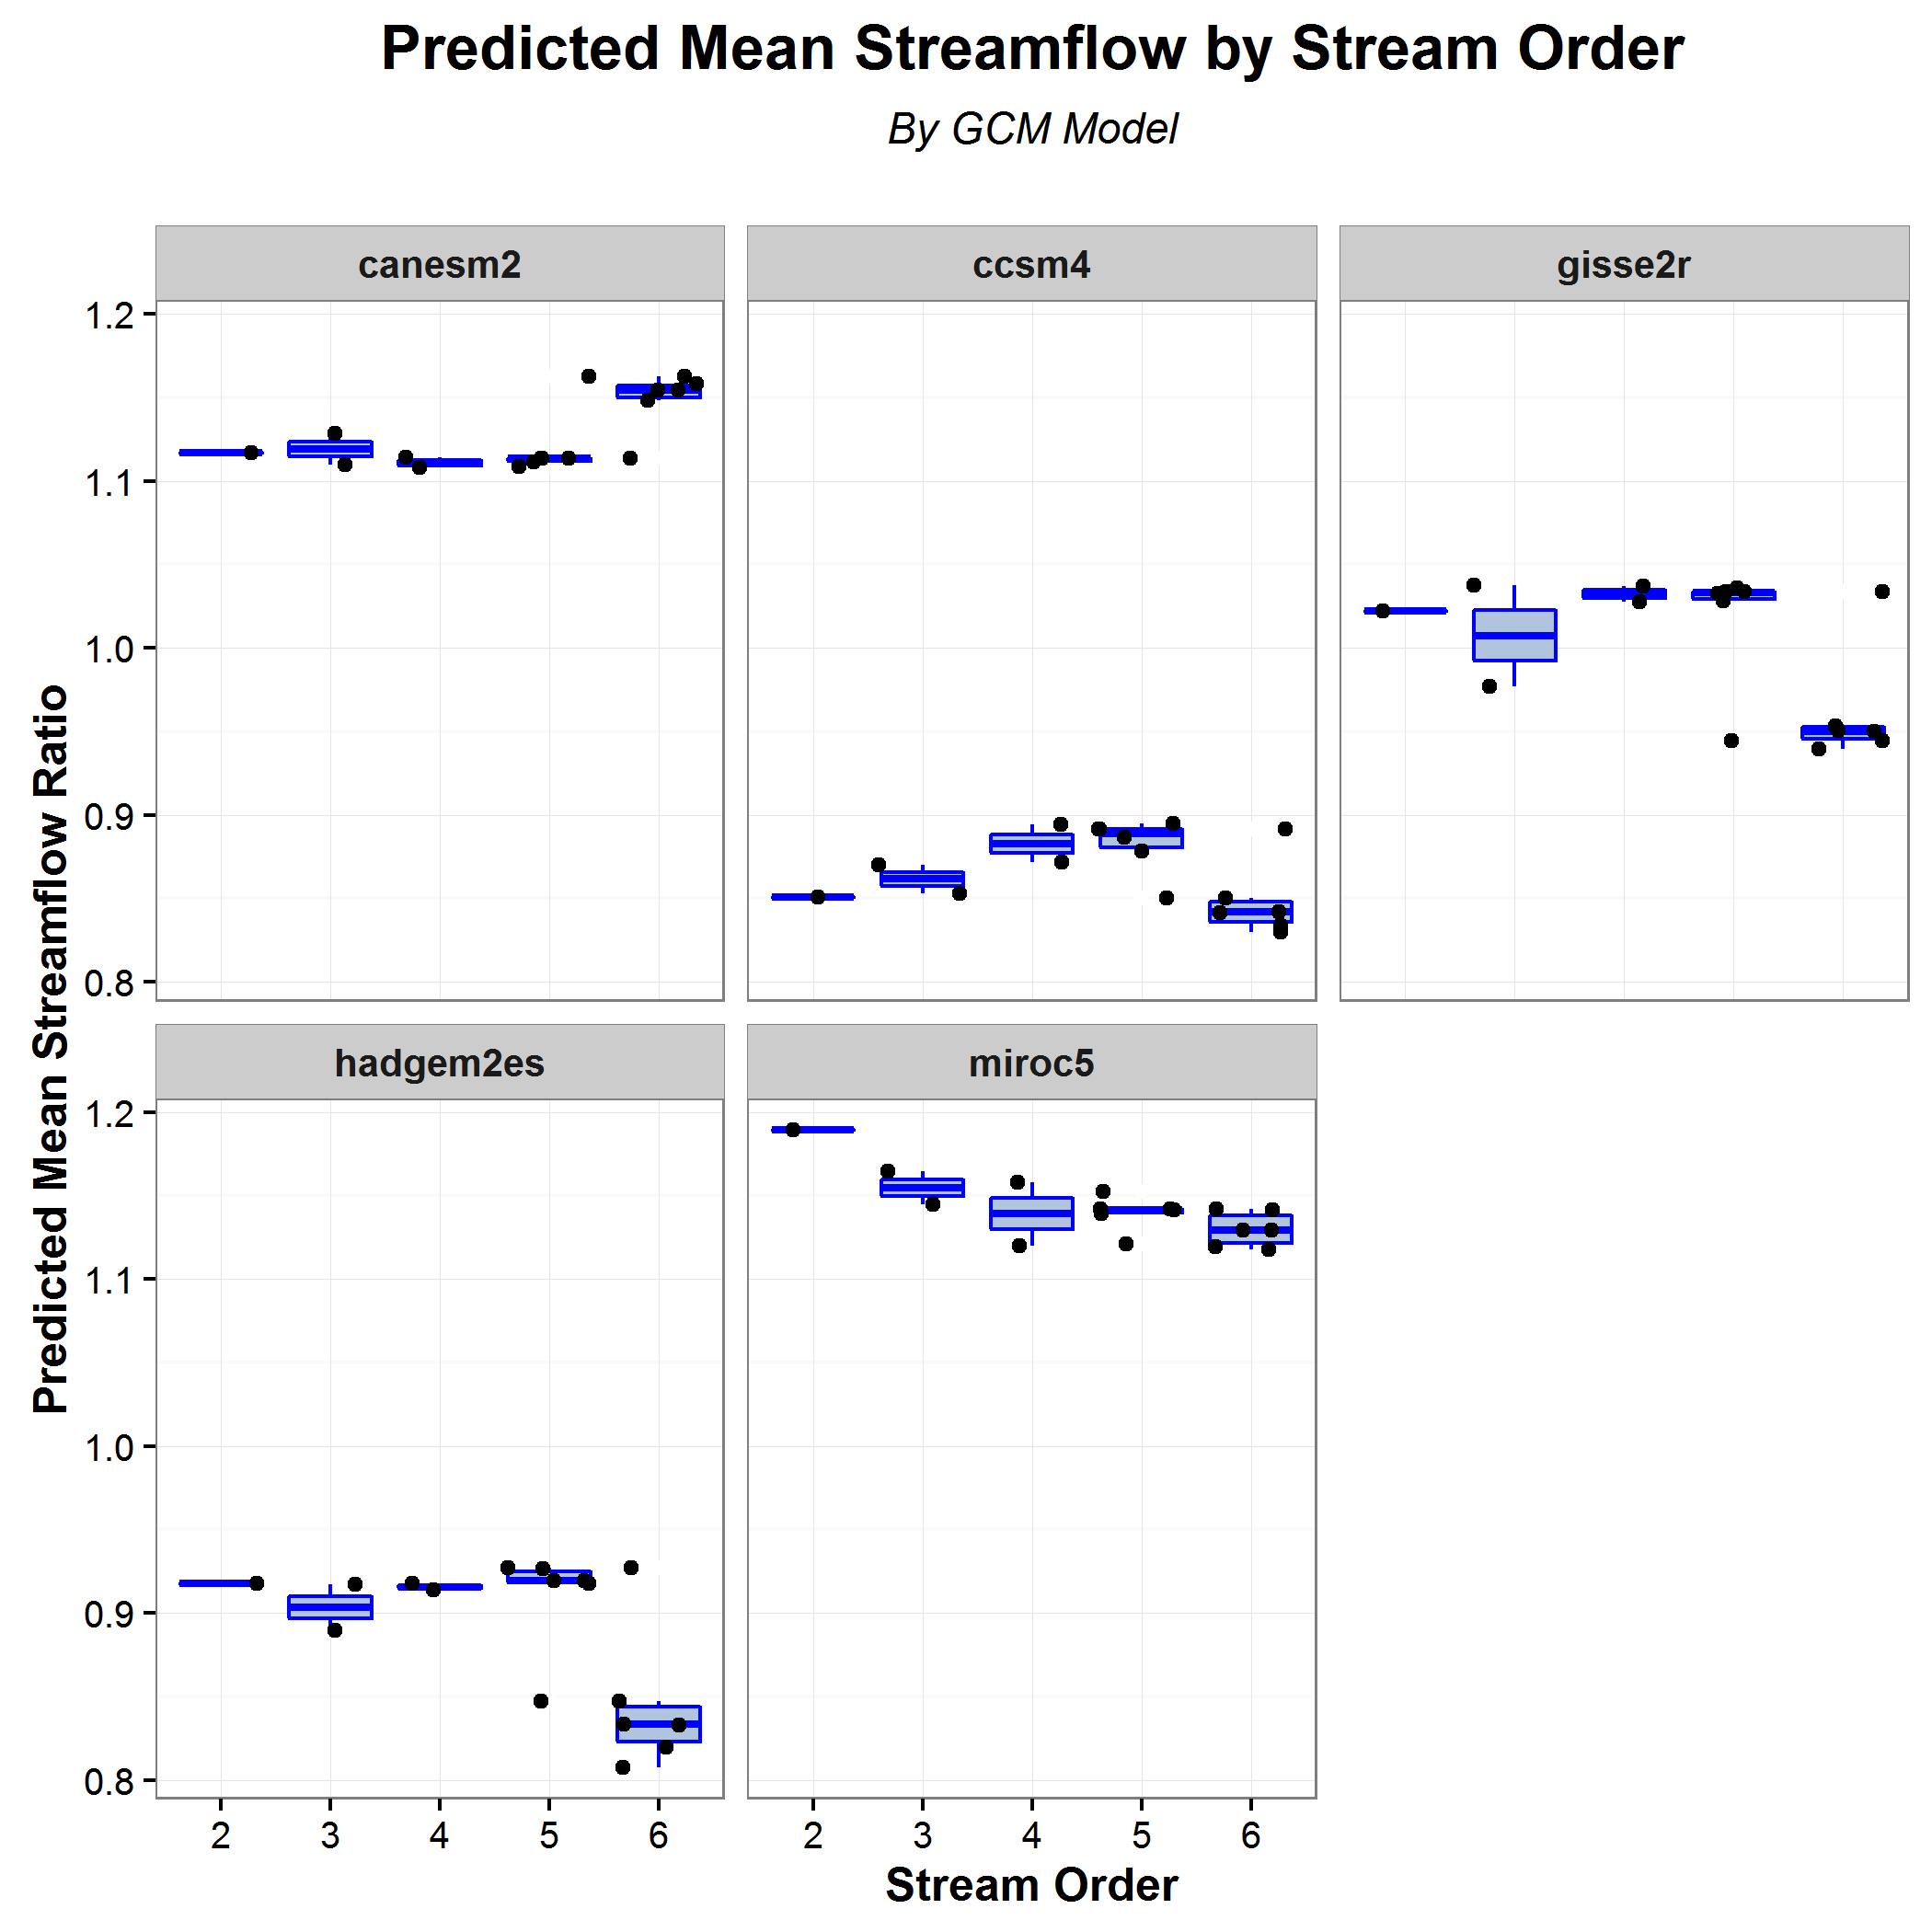 Predicted Mean Streamflow by Stream Order
By GCM Model
canesm2
ccsm4
gisse2r
1.2
1.1
1.0
0.9
0.8
Predicted Mean Streamflow Ratio
hadgem2es
miroc5
1.2
1.1
1.0
0.9
0.8
2 3 4 5 6
2 3 4 5 6
Stream Order